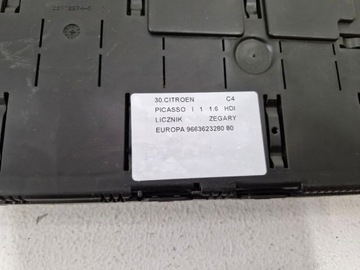 30.CITROEN C4
PICASSO I 1 1.6 HDI
LICZNIK ZEGARY
EUROPA 9663623280 80